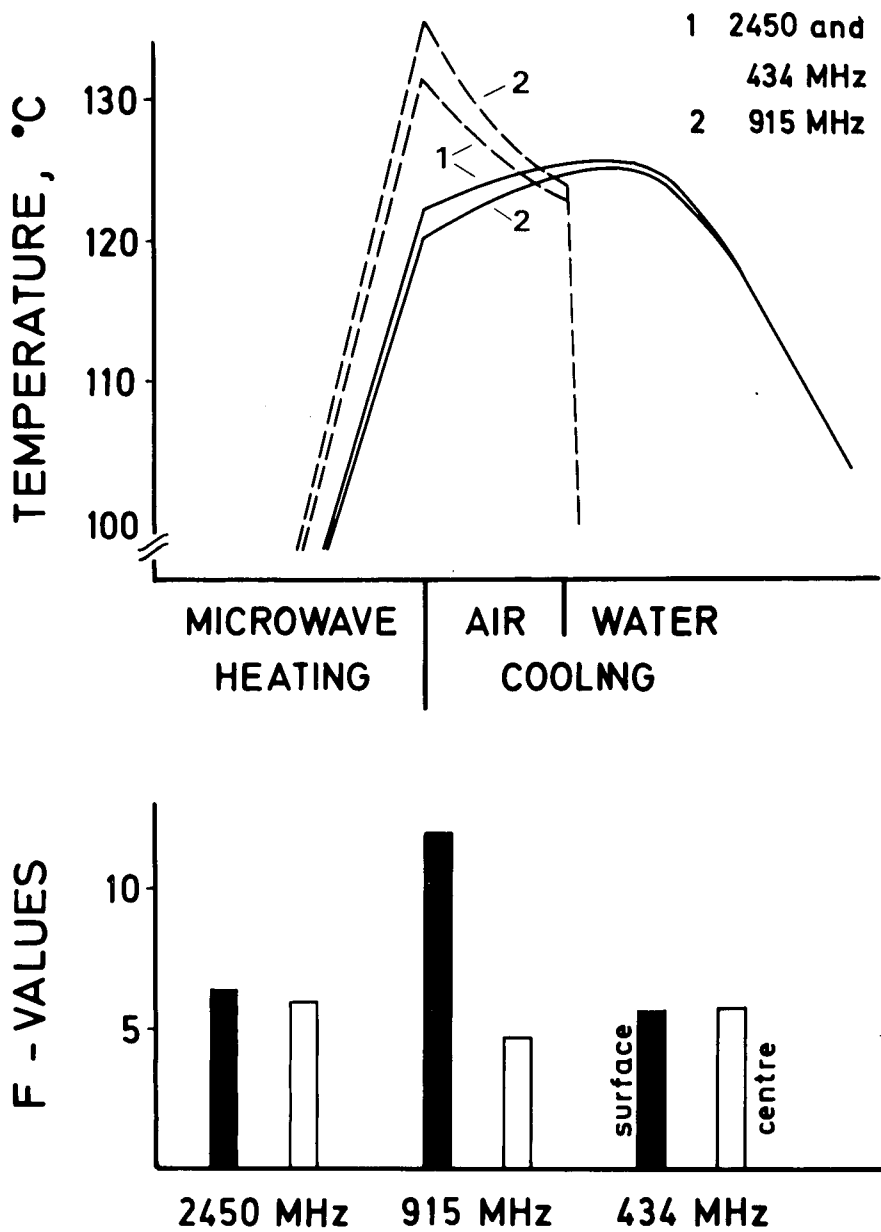 1 2450 and
434 MHz
2 915 MHz
TEMPERATURE, °C
130
120
110
100
2
1
2
MICROWAVE
HEATING
AIR
WATER
COOLING
F - VALUES
10
5
surface
centre
2450 MHz
915 MHz
434 MHz